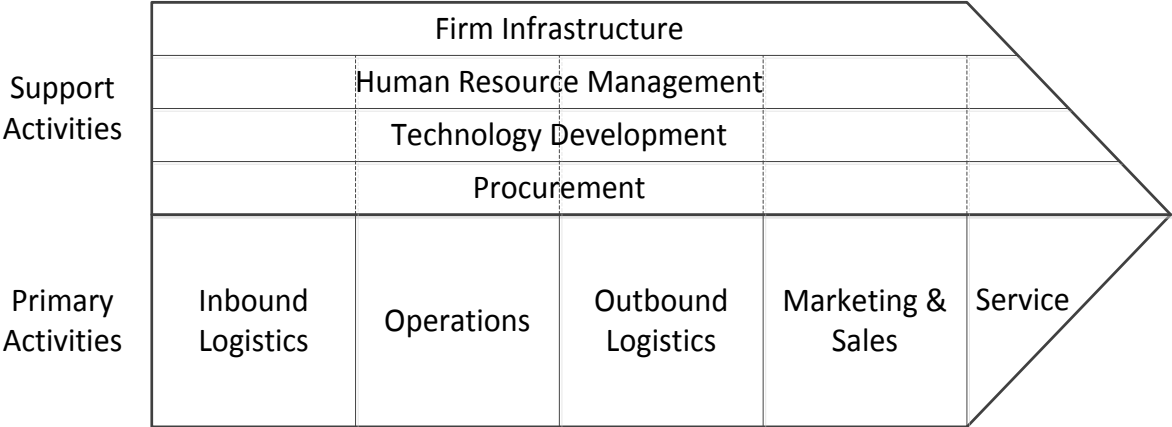 Firm Infrastructure
Support
Activities
Human Resource Management
Technology Development
Procurement
Primary
Activities
Inbound
Logistics
Operations
Outbound
Logistics
Marketing &
Sales
Service